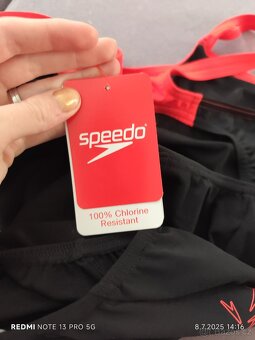 speedo
100% Chlorine
Resistant
REDMI NOTE 13 PRO 5G
8.7.2025 14:16